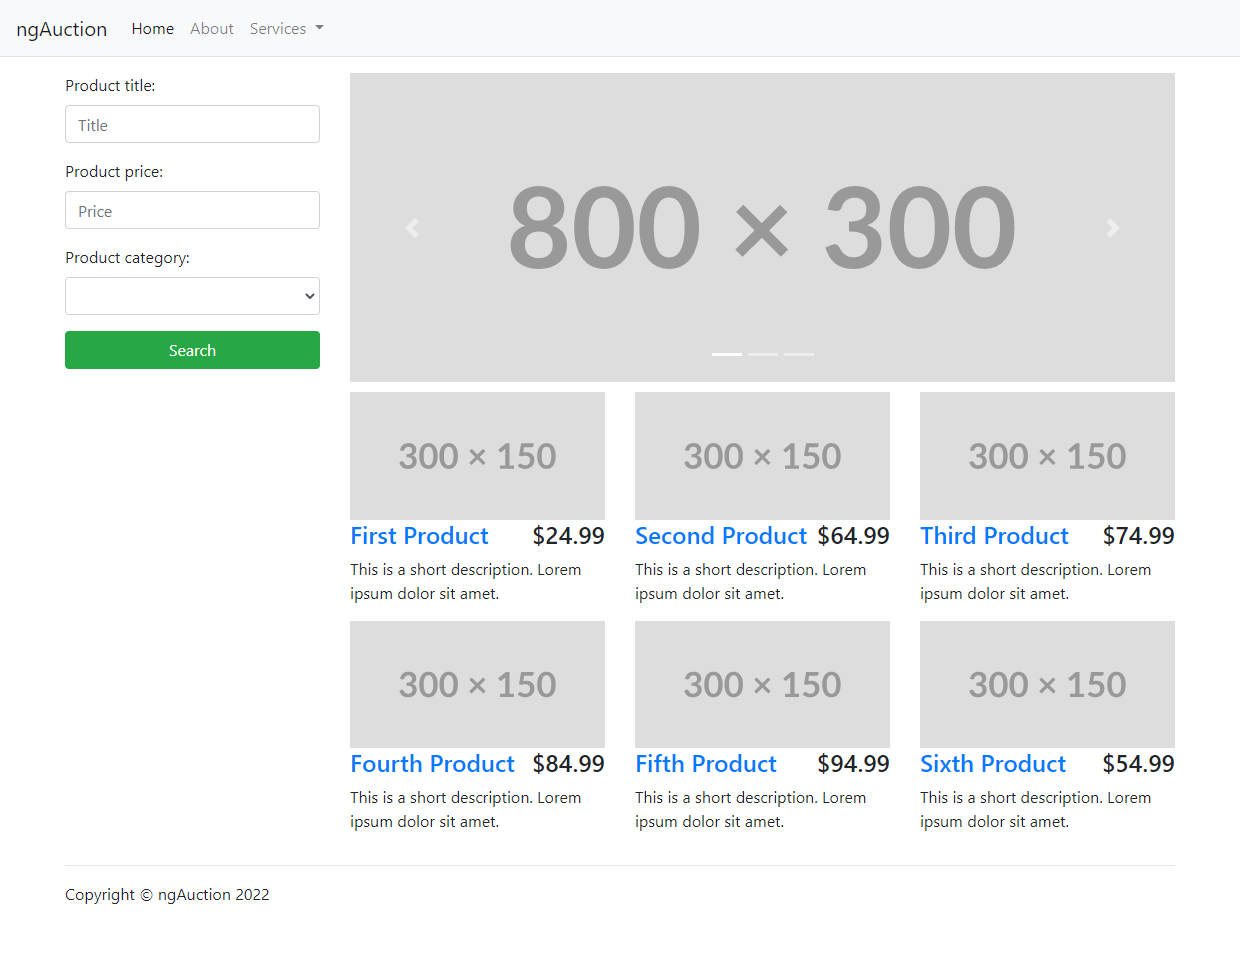 ngAuction Home About Services
Product title:
Title
Product price:
Price
Product category:
Search
800 × 300
300 × 150 300 × 150 300 × 150
First Product $24.99 Second Product $64.99 Third Product $74.99
This is a short description. Lorem This is a short description. Lorem This is a short description. Lorem
ipsum dolor sit amet. ipsum dolor sit amet. ipsum dolor sit amet.
300 × 150 300 × 150 300 × 150
Fourth Product $84.99 Fifth Product $94.99 Sixth Product $54.99
This is a short description. Lorem This is a short description. Lorem This is a short description. Lorem
ipsum dolor sit amet. ipsum dolor sit amet. ipsum dolor sit amet.
Copyright © ngAuction 2022